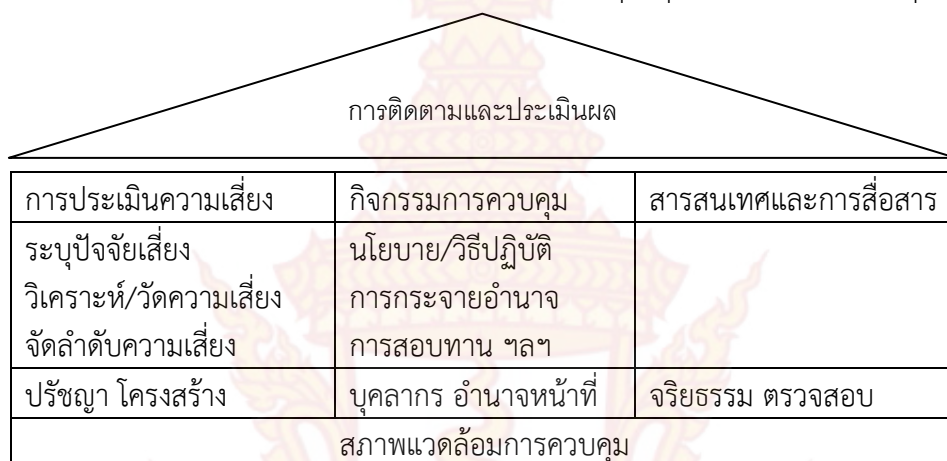 การติดตามและประเมินผล
การประเมินความเสี่ยง กิจกรรมการควบคุม สารสนเทศและการสื่อสาร
ระบุปัจจัยเสี่ยง นโยบาย/วิธีปฏิบัติ
วิเคราะห์/วัดความเสี่ยง การกระจายอำนาจ
จัดลำดับความเสี่ยง การสอบทาน ฯลฯ
ปรัชญา โครงสร้าง บุคลากร อำนาจหน้าที่ จริยธรรม ตรวจสอบ
สภาพแวดล้อมการควบคุม